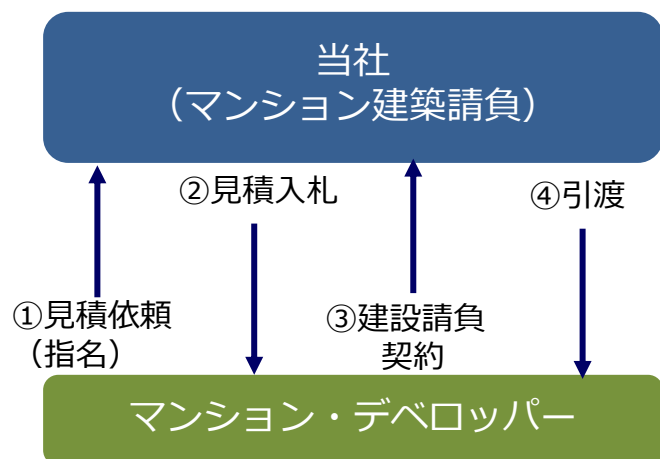 当社
（マンション建築請負）
②見積入札
④引渡
①見積依頼
（指名）
③建設請負
契約
マンション・デベロッパー